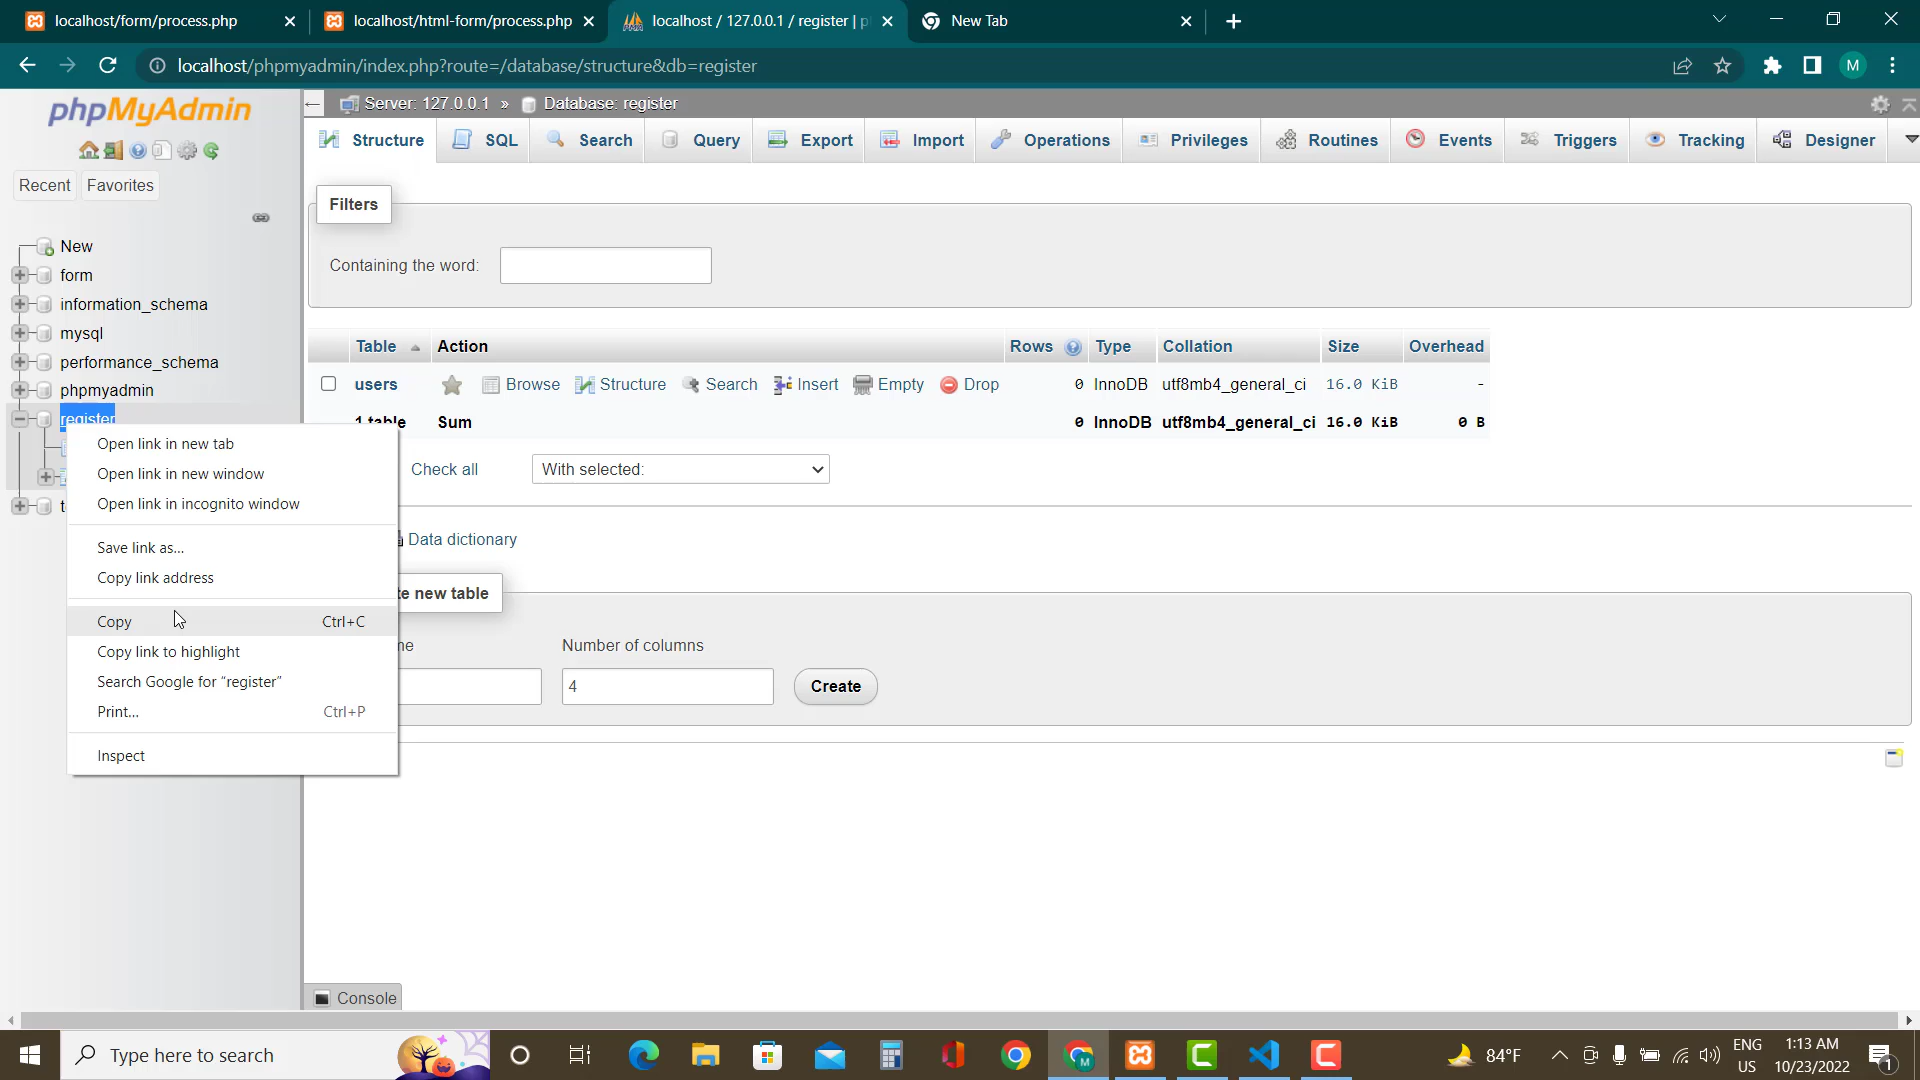 localhost/form/process.php
localhost/html-form/process.php
localhost / 127.0.0.1 / register |
New Tab
localhost/phpmyadmin/index.php?route=/database/structure&db=register
M
phpMyAdmin
Recent
Favorites
New
form
information_schema
mysql
performance_schema
phpmyadmin
register
Server: 127.0.0.1 » Database: register
Structure
SQL
Search
Query
Export
Import
Operations
Privileges
Routines
Events
Triggers
Tracking
Designer
Filters
Containing the word:
Table Action Rows Type Collation Size Overhead
users Browse Structure Search Insert Empty Drop 0 InnoDB utf8mb4_general_ci 16.0 KiB -
1 table Sum 0 InnoDB utf8mb4_general_ci 16.0 KiB 0 B
Check all
With selected:
Data dictionary
new table
Number of columns
4
Create
Console
Open link in new tab
Open link in new window
Open link in incognito window
Save link as...
Copy link address
Copy Ctrl+C
Copy link to highlight
Search Google for “register”
Print... Ctrl+P
Inspect
Type here to search
84°F
ENG
US
1:13 AM
10/23/2022
1